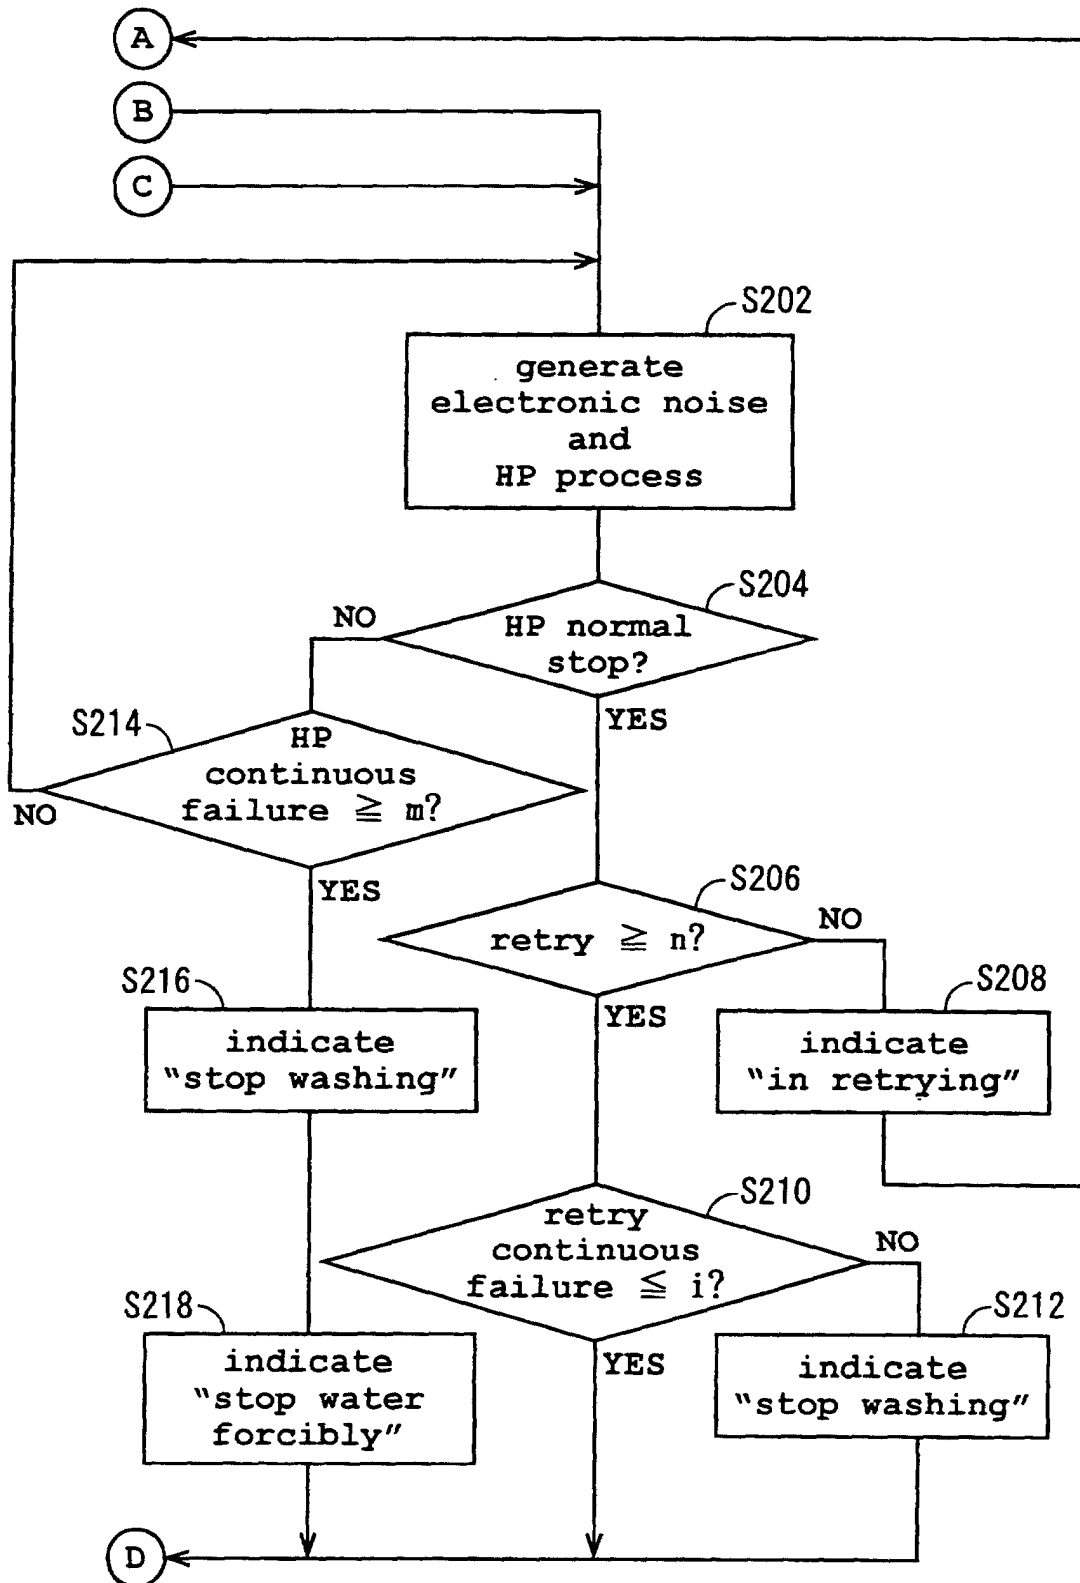 A
B
C
S202
generate
electronic noise
and
HP process
S204
NO
HP normal
stop?
YES
S214
HP
continuous
failure ≧ m?
NO
YES
S206
retry ≧ n?
NO
YES
S216
indicate
“stop washing”
S208
indicate
“in retrying”
S210
retry
continuous
failure ≦ i?
NO
YES
S218
indicate
“stop water
forcibly”
S212
indicate
“stop washing”
D